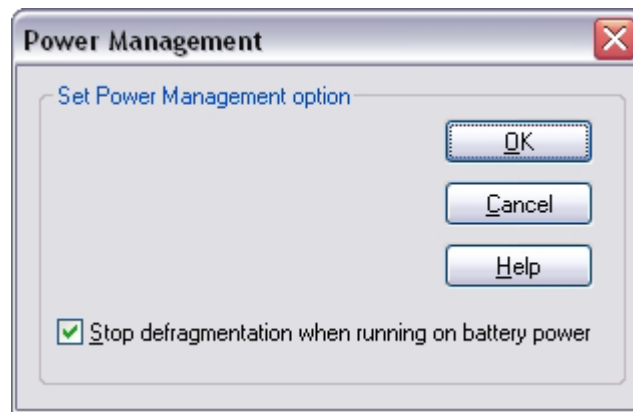 Power Management
Set Power Management option
OK
Cancel
Help
Stop defragmentation when running on battery power